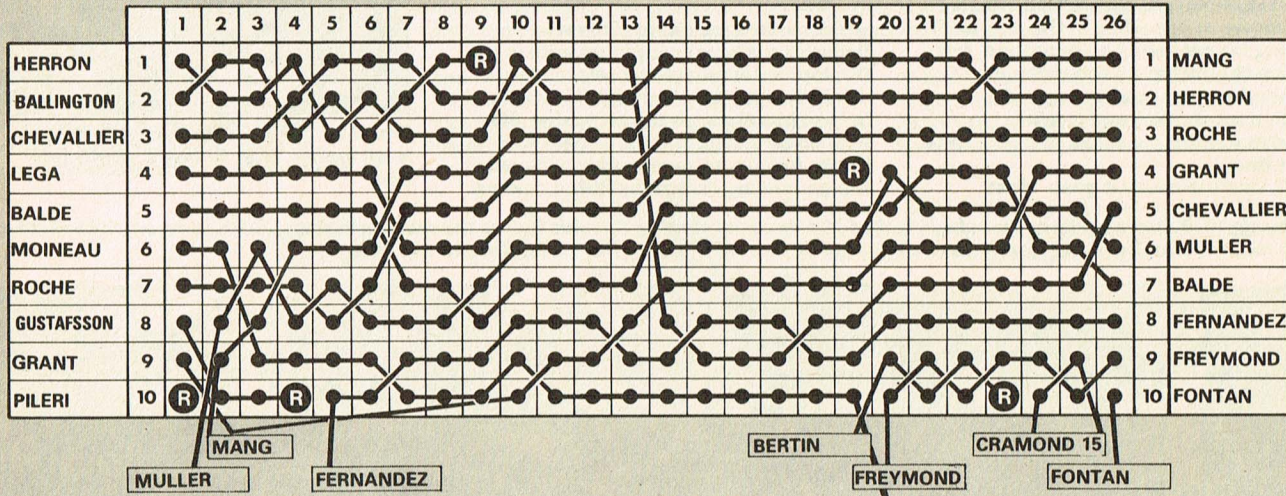 1 2 3 4 5 6 7 8 9 10 11 12 13 14 15 16 17 18 19 20 21 22 23 24 25 26
HERRON 1 R 1 MANG
BALLINGTON 2 2 HERRON
CHEVALLIER 3 3 ROCHE
LEGA 4 R 4 GRANT
BALDE 5 5 CHEVALLIER
MOINEAU 6 6 MULLER
ROCHE 7 7 BALDE
GUSTAFSSON 8 8 FERNANDEZ
GRANT 9 9 FREYMOND
PILERI 10 R R R 10 FONTAN
MANG BERTIN CRAMOND 15
MULLER FERNANDEZ FREYMOND FONTAN